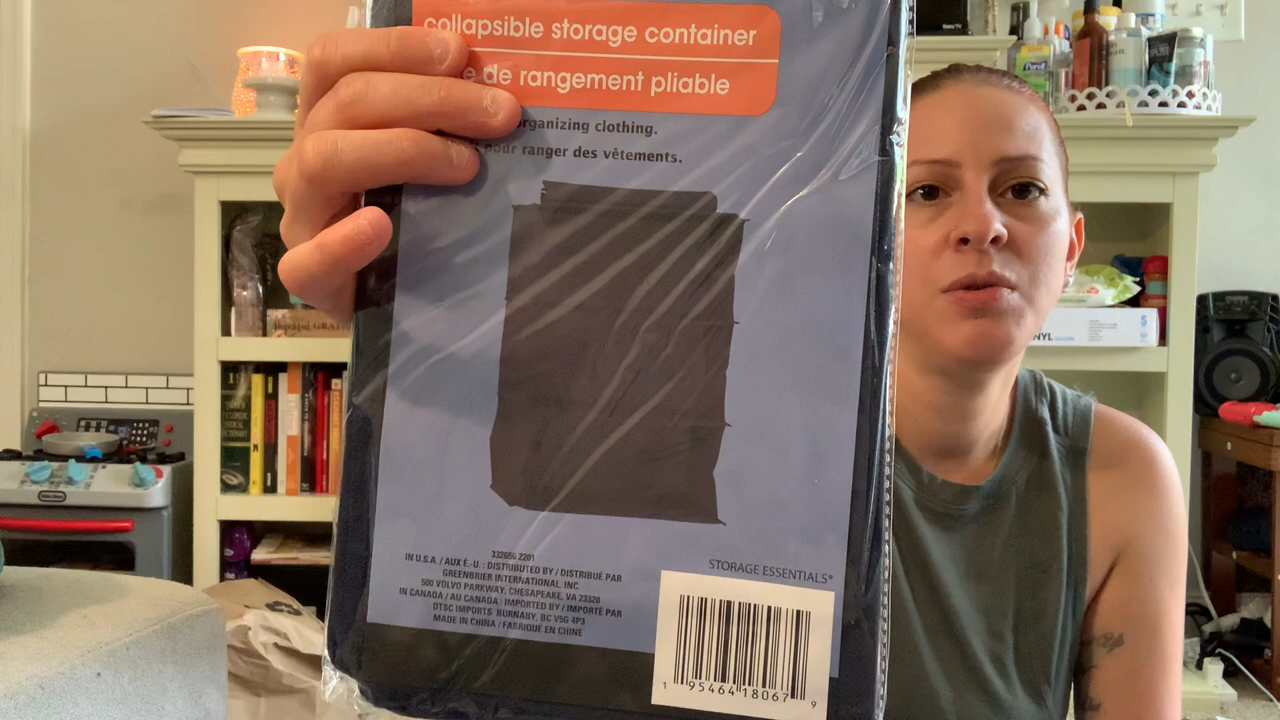 collapsible storage container
de rangement pliable
organizing clothing.
pour ranger des vêtements.
332656 2201
IN U.S.A. / AUX É.-U. : DISTRIBUTED BY / DISTRIBUÉ PAR
GREENBRIER INTERNATIONAL, INC.
500 VOLVO PARKWAY, CHESAPEAKE, VA 23320
IN CANADA / AU CANADA : IMPORTED BY / IMPORTÉ PAR
DTSC IMPORTS BURNABY, BC V5G 4P3
MADE IN CHINA / FABRIQUÉ EN CHINE
STORAGE ESSENTIALS®
1 95464 18067 9
PURELL